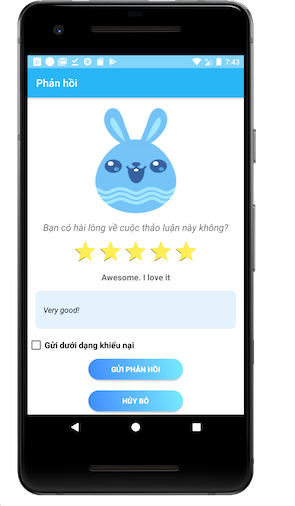 7:43
Phản hồi
Bạn có hài lòng về cuộc thảo luận này không?
Awesome. I love it
Very good!
Gửi dưới dạng khiếu nại
GỬI PHẢN HỒI
HỦY BỎ